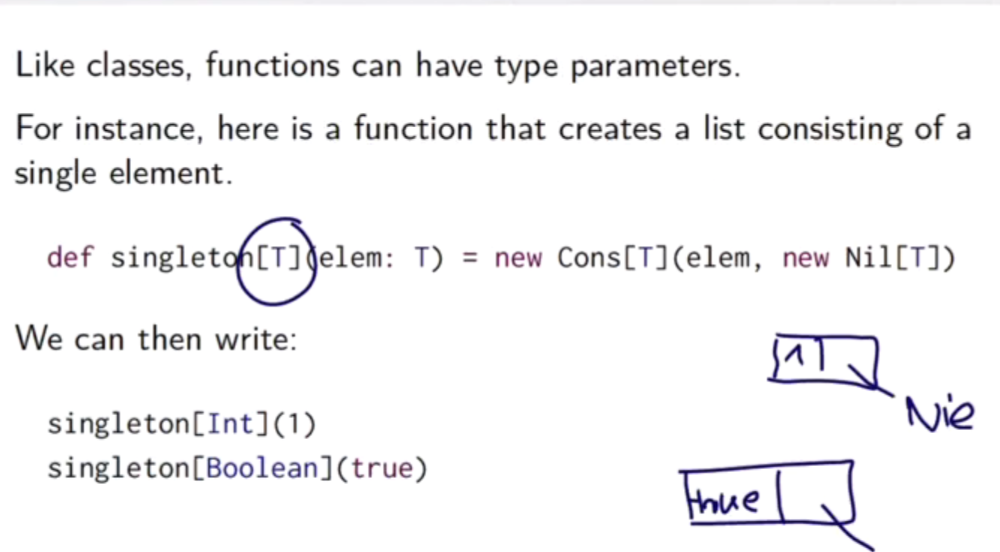 Like classes, functions can have type parameters.
For instance, here is a function that creates a list consisting of a
single element.
def singleton[T](elem: T) = new Cons[T](elem, new Nil[T])
We can then write:
1
Nil
singleton[Int](1)
singleton[Boolean](true)
true